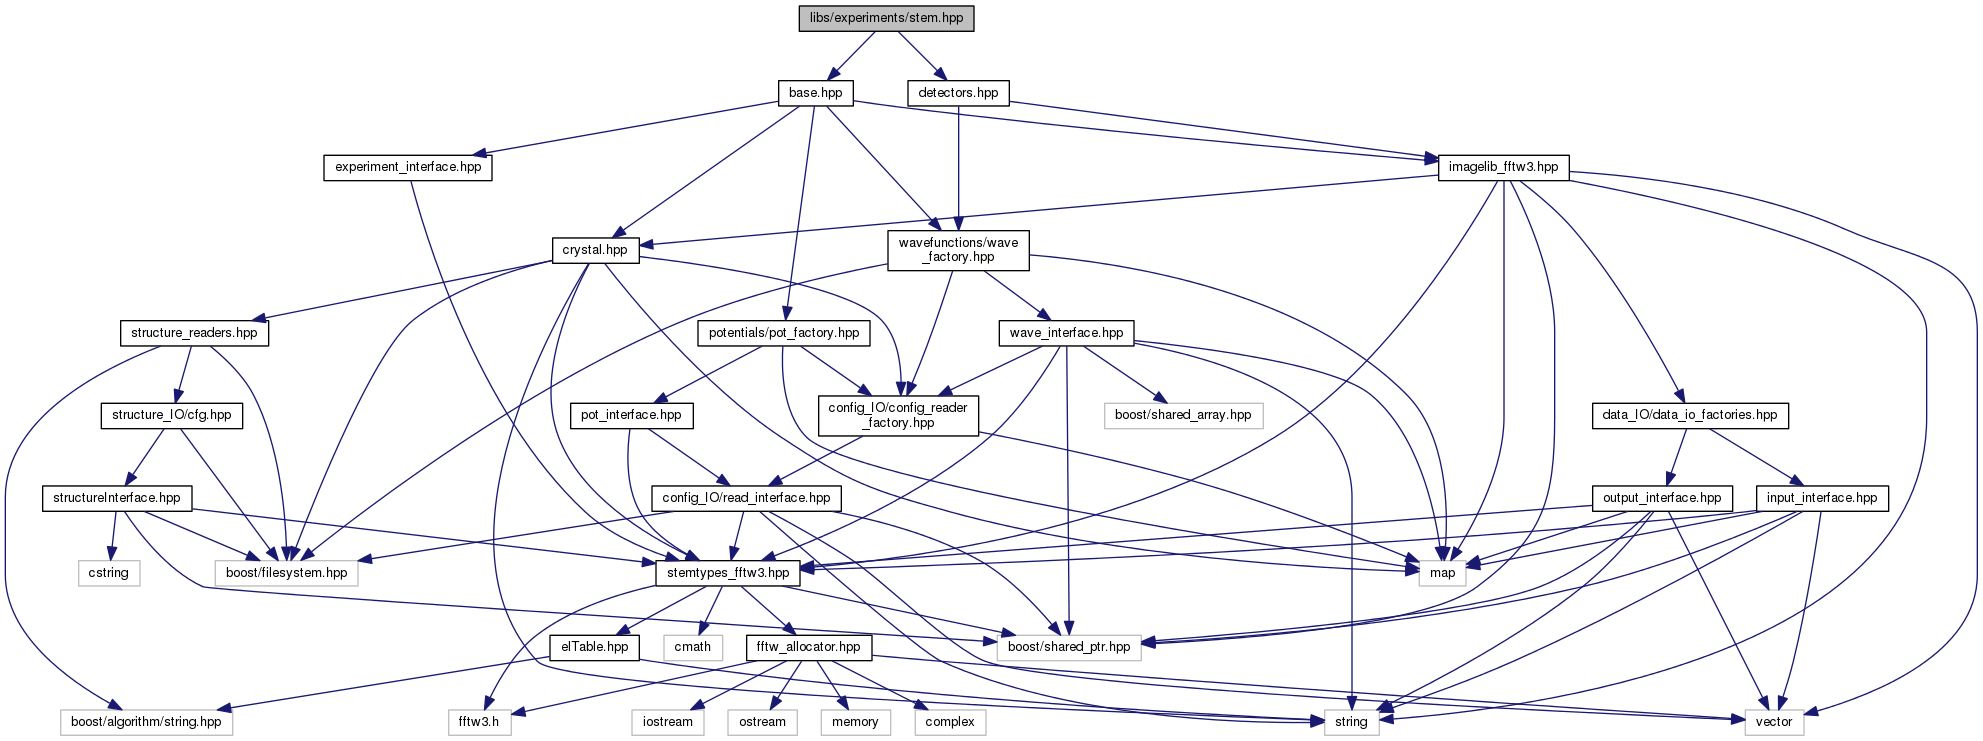 libs/experiments/stem.hpp
base.hpp
detectors.hpp
experiment_interface.hpp
imagelib_fftw3.hpp
crystal.hpp
wavefunctions/wave
_factory.hpp
structure_readers.hpp
potentials/pot_factory.hpp
wave_interface.hpp
structure_IO/cfg.hpp
pot_interface.hpp
config_IO/config_reader
_factory.hpp
boost/shared_array.hpp
data_IO/data_io_factories.hpp
structureInterface.hpp
config_IO/read_interface.hpp
output_interface.hpp
input_interface.hpp
cstring
boost/filesystem.hpp
stemtypes_fftw3.hpp
map
elTable.hpp
cmath
fftw_allocator.hpp
boost/shared_ptr.hpp
boost/algorithm/string.hpp
fftw3.h
iostream
ostream
memory
complex
string
vector